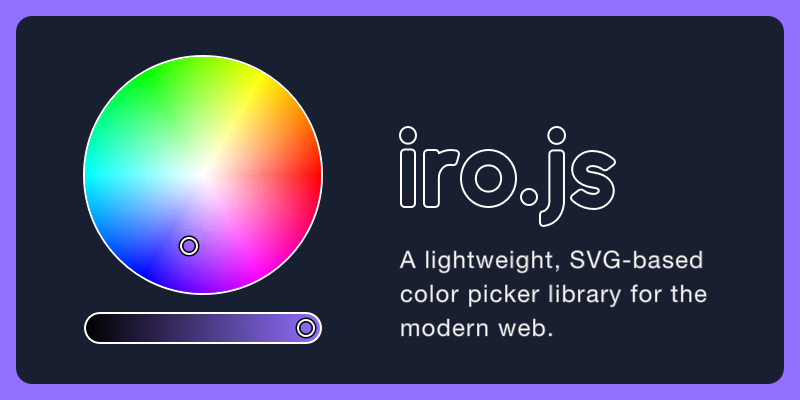 iro.js
A lightweight, SVG-based
color picker library for the
modern web.